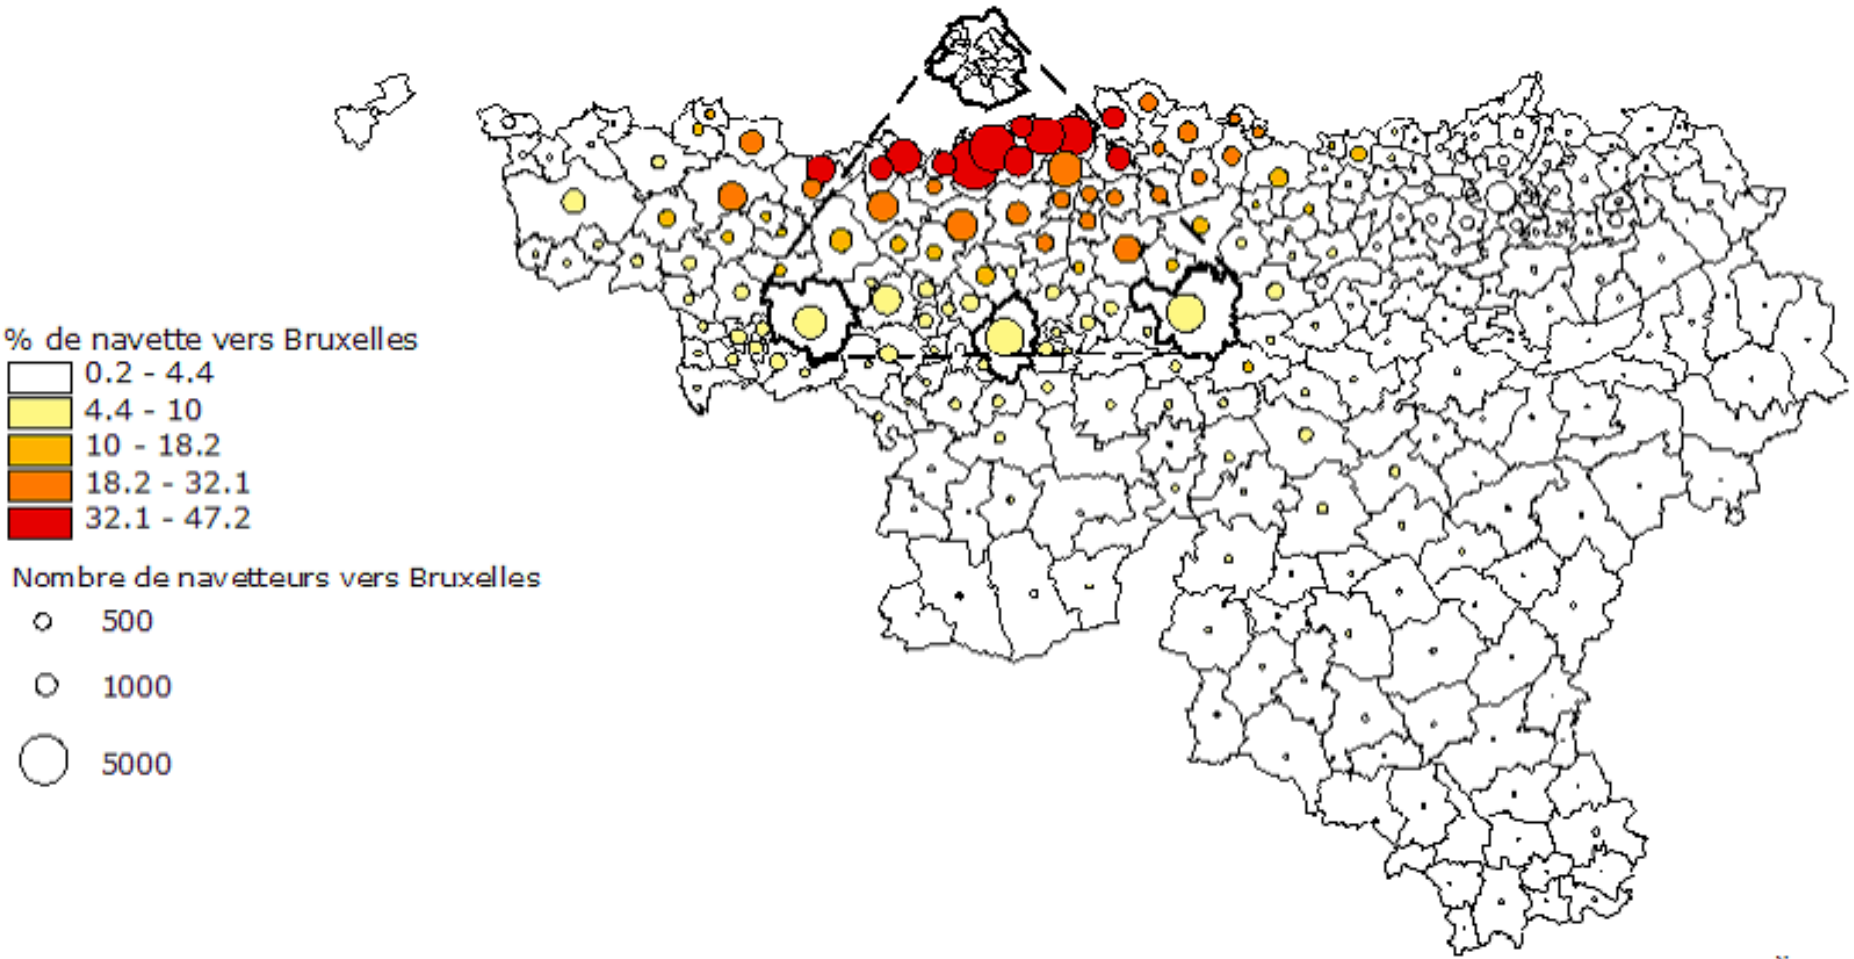 % de navette vers Bruxelles
0.2 - 4.4
4.4 - 10
10 - 18.2
18.2 - 32.1
32.1 - 47.2
Nombre de navetteurs vers Bruxelles
500
1000
5000